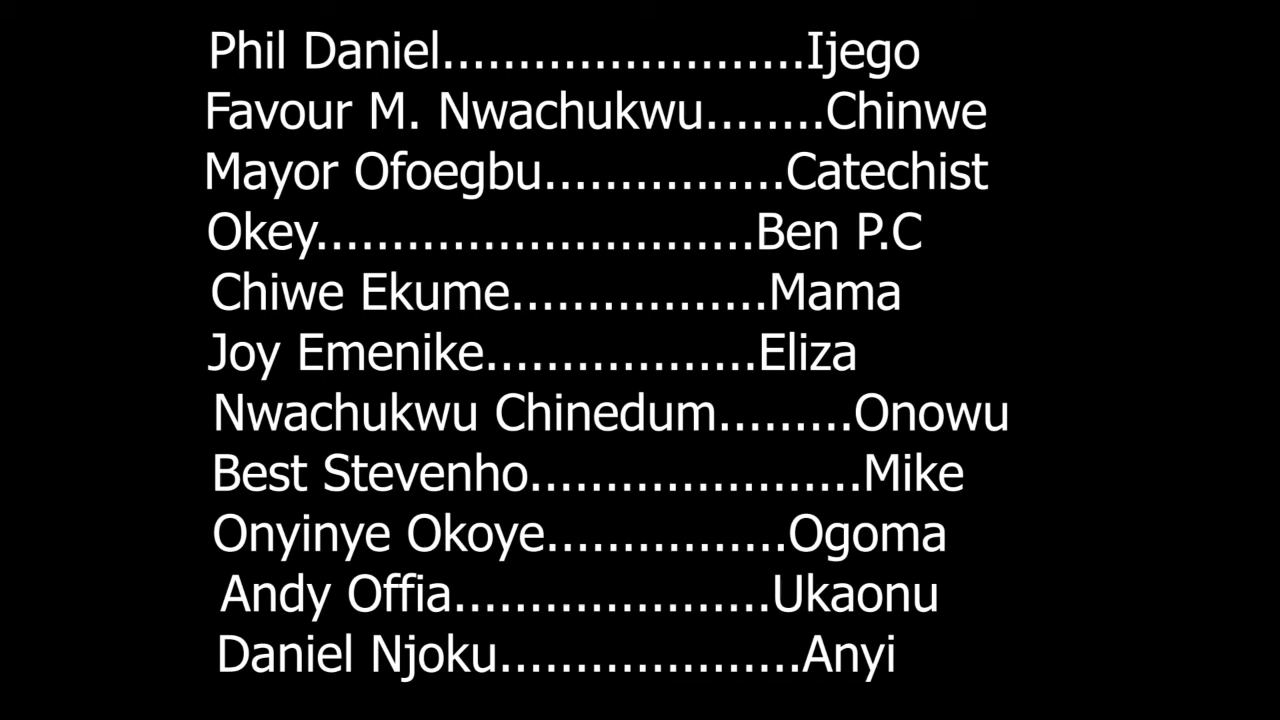 Phil Daniel........................Ijego
Favour M. Nwachukwu........Chinwe
Mayor Ofoegbu................Catechist
Okey.............................Ben P.C
Chiwe Ekume.................Mama
Joy Emenike..................Eliza
Nwachukwu Chinedum.........Onowu
Best Stevenho......................Mike
Onyinye Okoye................Ogoma
Andy Offia.....................Ukaonu
Daniel Njoku....................Anyi